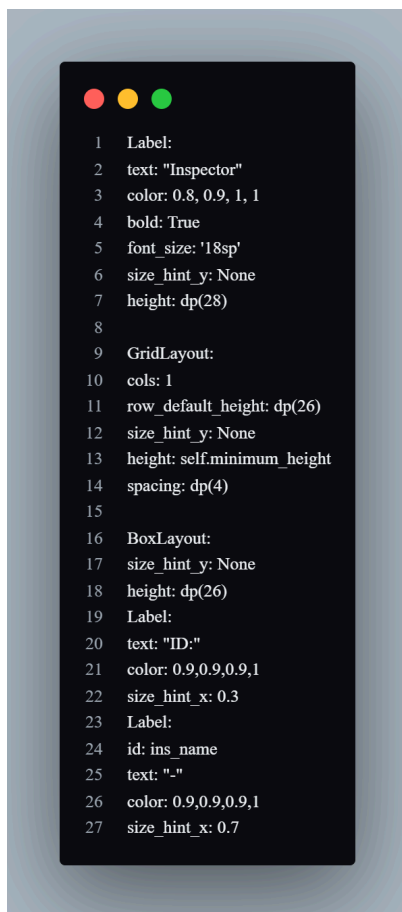 1 Label:
2 text: "Inspector"
3 color: 0.8, 0.9, 1, 1
4 bold: True
5 font_size: '18sp'
6 size_hint_y: None
7 height: dp(28)
8
9 GridLayout:
10 cols: 1
11 row_default_height: dp(26)
12 size_hint_y: None
13 height: self.minimum_height
14 spacing: dp(4)
15
16 BoxLayout:
17 size_hint_y: None
18 height: dp(26)
19 Label:
20 text: "ID:"
21 color: 0.9,0.9,0.9,1
22 size_hint_x: 0.3
23 Label:
24 id: ins_name
25 text: "-"
26 color: 0.9,0.9,0.9,1
27 size_hint_x: 0.7